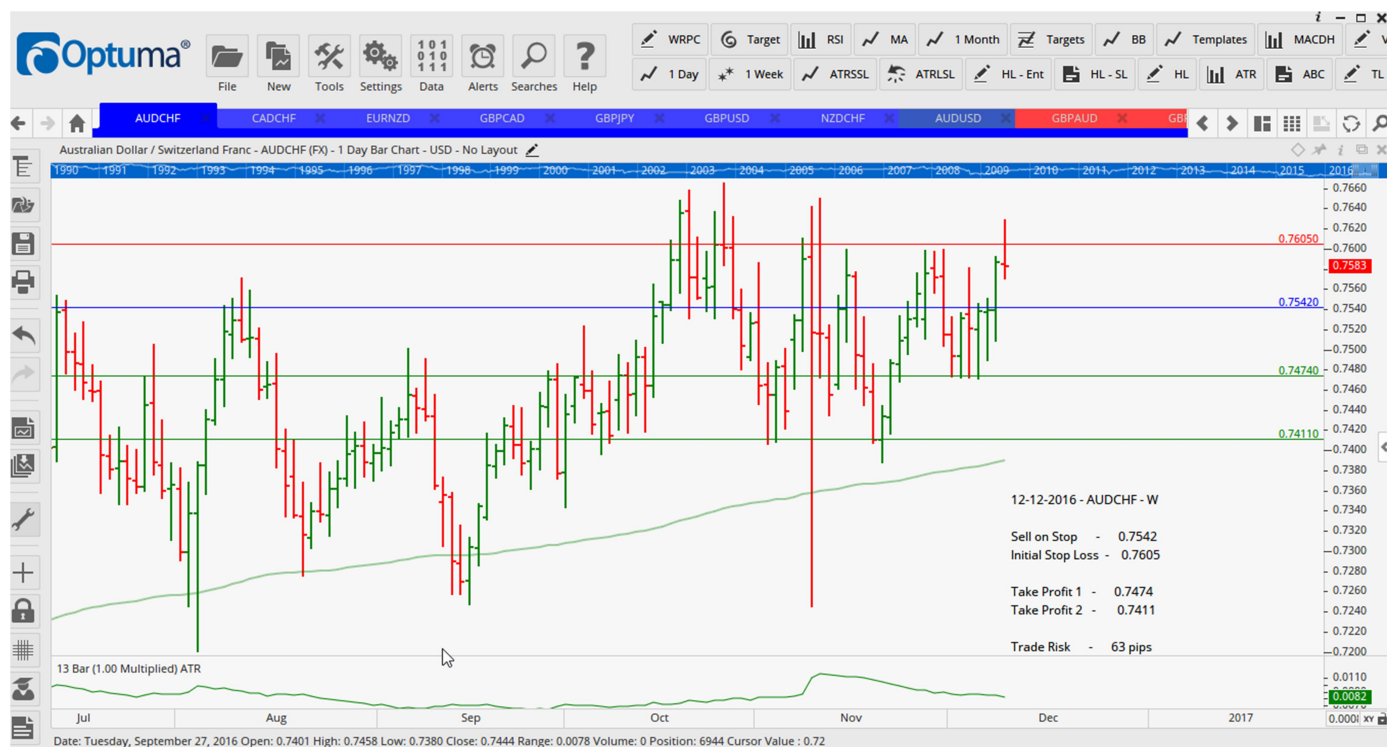 i
Optuma®
File New Tools Settings Data Alerts Searches Help
101
010
111
WRPC Target RSI MA 1 Month Targets BB Templates MACDH
1 Day 1 Week ATRSSL ATRLSL HL - Ent HL - SL HL ATR ABC TL
AUDCHF CADCHF EURNZD GBPCAD GBPJPY GBPUSD NZDCHF AUDUSD GBPAUD
Australian Dollar / Switzerland Franc - AUDCHF (FX) - 1 Day Bar Chart - USD - No Layout
1990 1991 1992 1993 1994 1995 1996 1997 1998 1999 2000 2001 2002 2003 2004 2005 2006 2007 2008 2009 2010 2011 2012 2013 2014 2015 2016
0.7660
0.7640
0.7620
0.76050
0.7600
0.7583
0.7560
0.75420
0.7540
0.7520
0.7500
0.7480
0.74740
0.7460
0.7440
0.74110
0.7420
0.7400
0.7380
0.7360
0.7340
0.7320
0.7300
0.7280
0.7260
0.7240
0.7220
0.7200
12-12-2016 - AUDCHF - W
Sell on Stop - 0.7542
Initial Stop Loss - 0.7605
Take Profit 1 - 0.7474
Take Profit 2 - 0.7411
Trade Risk - 63 pips
13 Bar (1.00 Multiplied) ATR
0.0110
0.0082
Jul Aug Sep Oct Nov Dec 2017
XY
Date: Tuesday, September 27, 2016 Open: 0.7401 High: 0.7458 Low: 0.7380 Close: 0.7444 Range: 0.0078 Volume: 0 Position: 6944 Cursor Value : 0.72